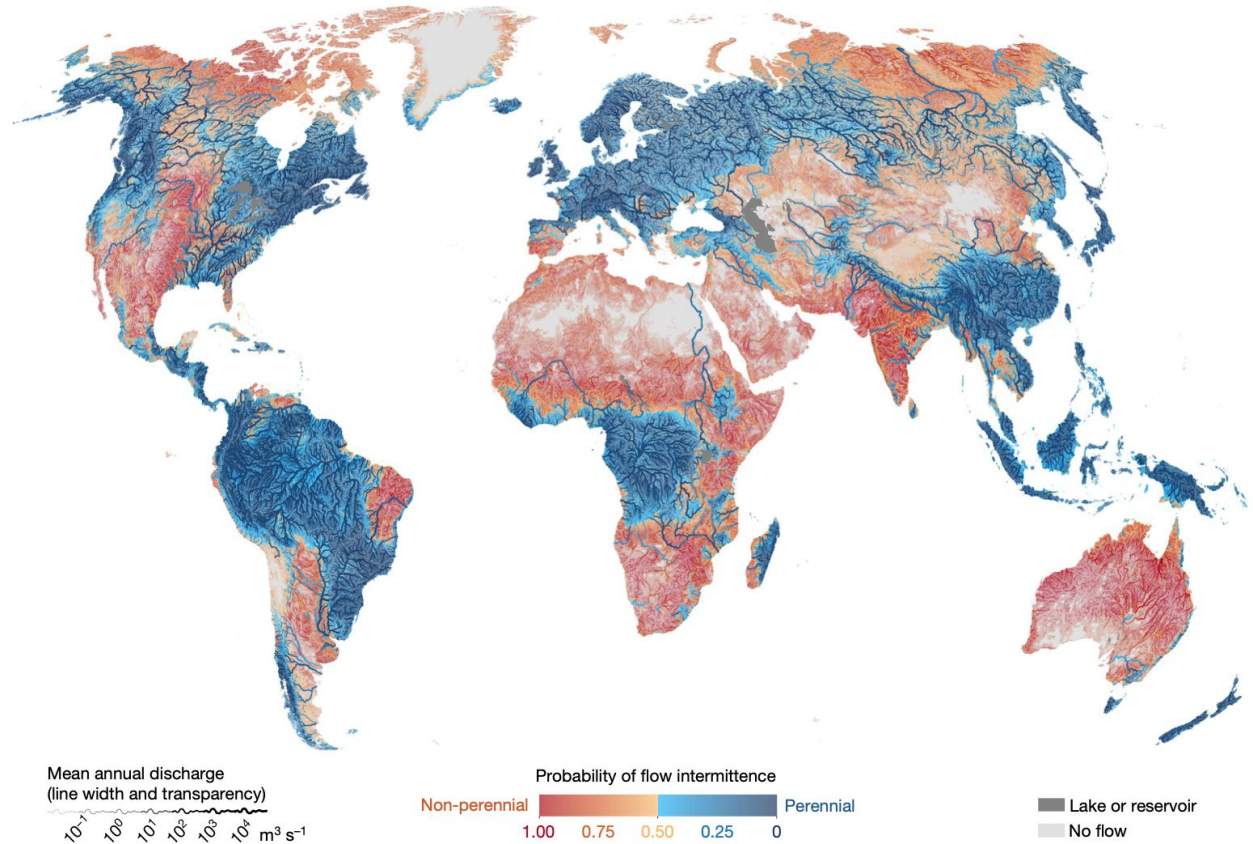 Mean annual discharge
(line width and transparency)
10⁻¹ 10⁰ 10¹ 10² 10³ 10⁴ m³ s⁻¹
Probability of flow intermittence
Non-perennial Perennial
1.00 0.75 0.50 0.25 0
Lake or reservoir
No flow